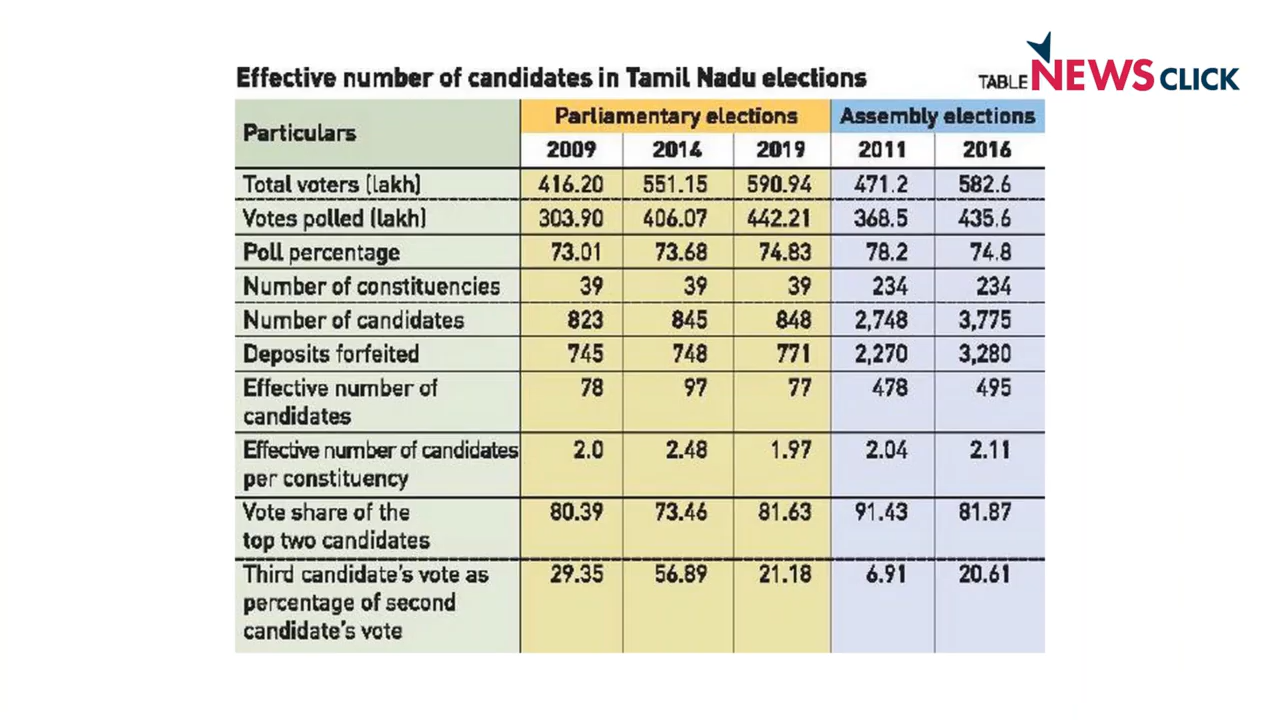 Effective number of candidates in Tamil Nadu elections TABLE
NEWS CLICK
Particulars Parliamentary elections Assembly elections
2009 2014 2019 2011 2016
Total voters (lakh) 416.20 551.15 590.94 471.2 582.6
Votes polled (lakh) 303.90 406.07 442.21 368.5 435.6
Poll percentage 73.01 73.68 74.83 78.2 74.8
Number of constituencies 39 39 39 234 234
Number of candidates 823 845 848 2,748 3,775
Deposits forfeited 745 748 771 2,270 3,280
Effective number of 78 97 77 478 495
candidates
Effective number of candidates 2.0 2.48 1.97 2.04 2.11
per constituency
Vote share of the 80.39 73.46 81.63 91.43 81.87
top two candidates
Third candidate's vote as 29.35 56.89 21.18 6.91 20.61
percentage of second
candidate's vote